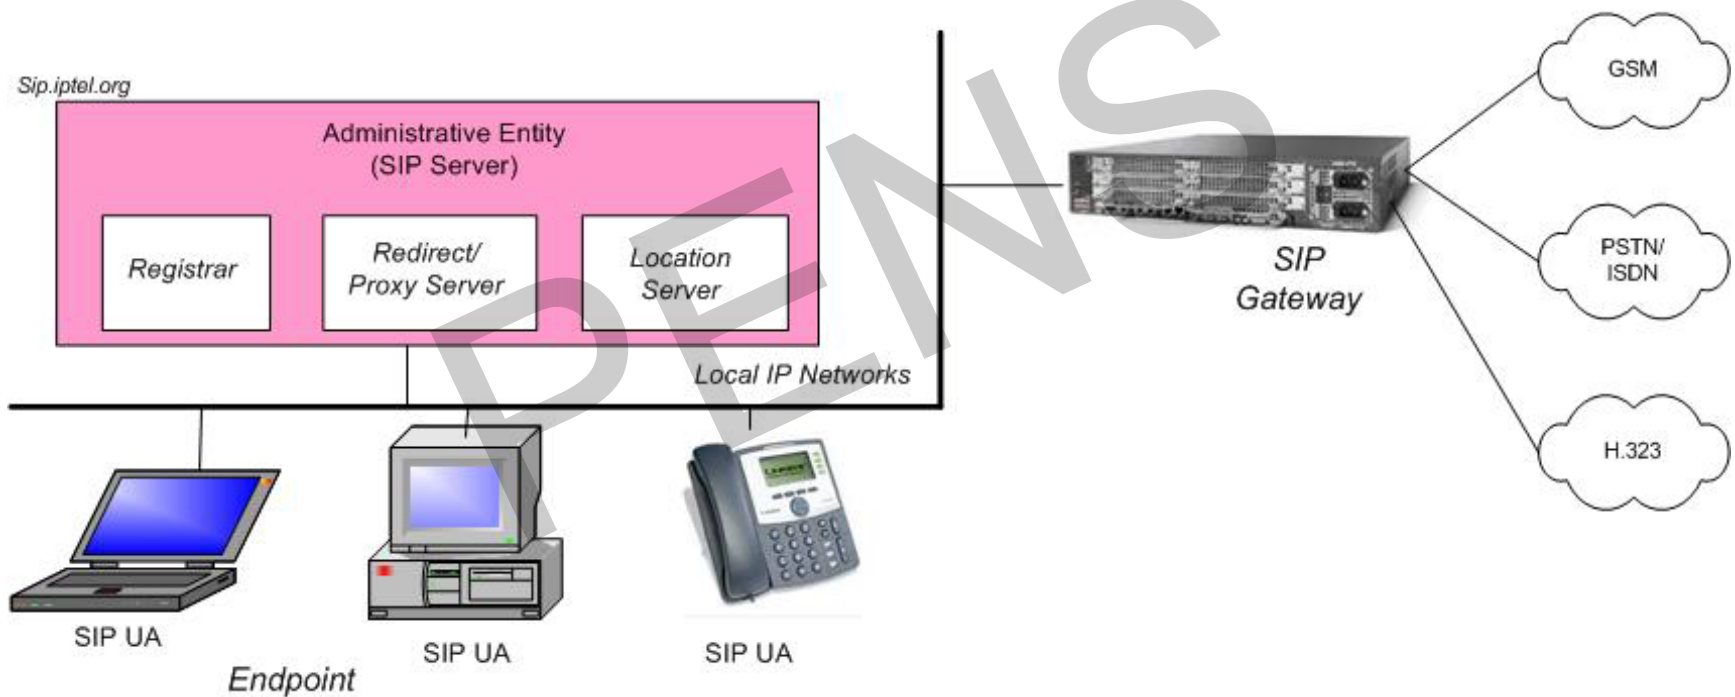 Sip.iptel.org
Administrative Entity
(SIP Server)
Registrar
Redirect/
Proxy Server
Location
Server
Local IP Networks
SIP UA
SIP UA
SIP UA
Endpoint
SIP
Gateway
GSM
PSTN/
ISDN
H.323
PENS